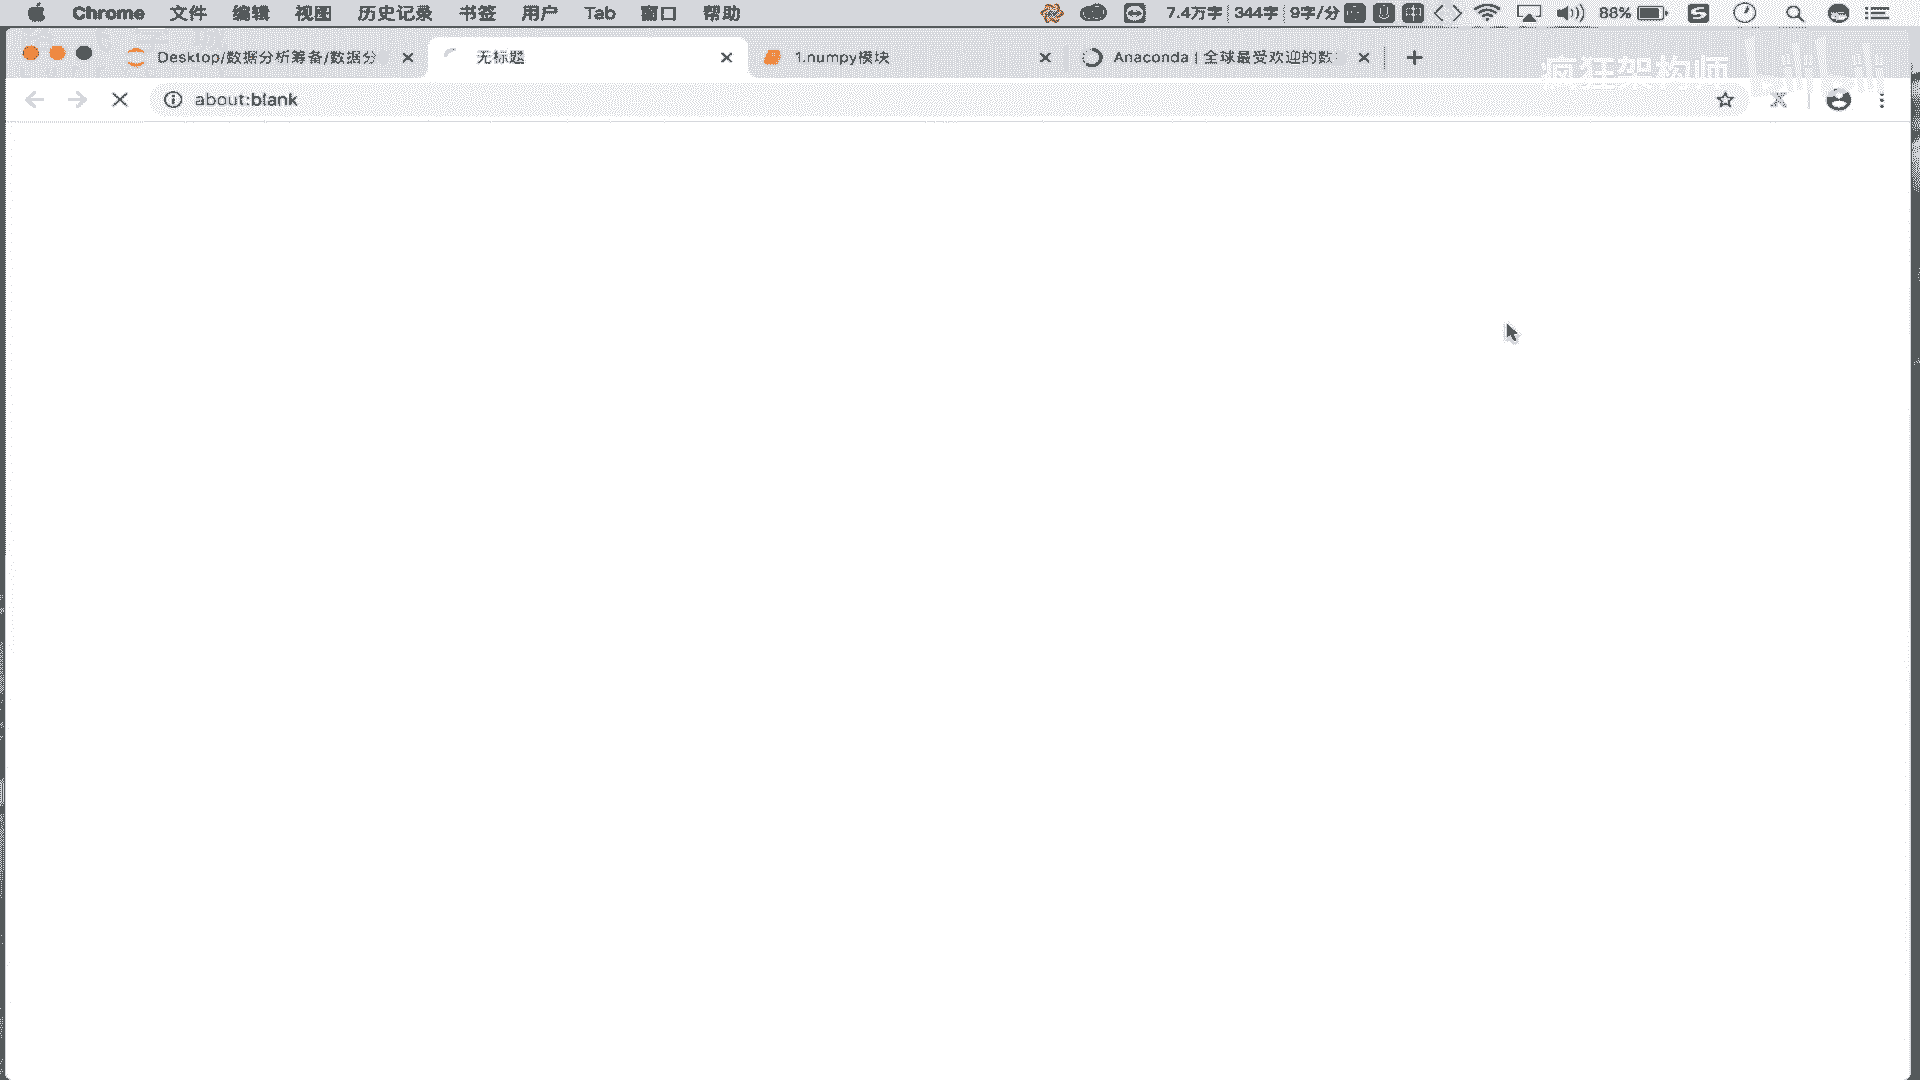 Chrome 文件 编辑 视图 历史记录 书签 用户 Tab 窗口 帮助 7.4万字 344字 9字/分 88%
Desktop/数据分析筹备/数据分 无标题 1.numpy模块 Anaconda | 全球最受欢迎的数
疯狂架构师
about:blank